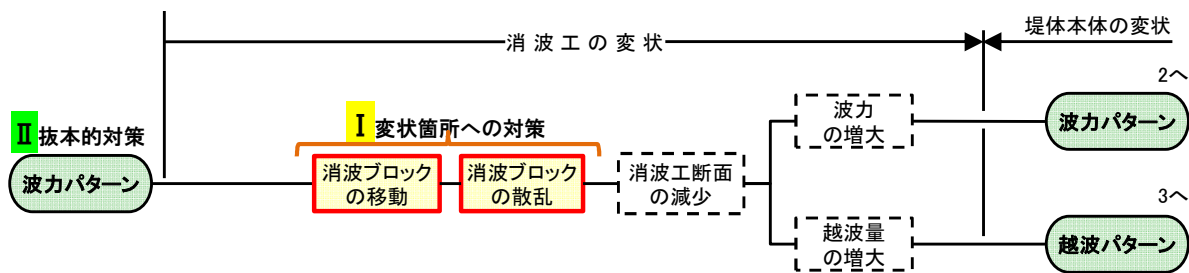 消波工の変状
堤体本体の変状
2へ
Ⅱ 抜本的対策
Ⅰ 変状箇所への対策
波力パターン
消波ブロック
の移動
消波ブロック
の散乱
消波工断面
の減少
波力
の増大
波力パターン
3へ
越波量
の増大
越波パターン